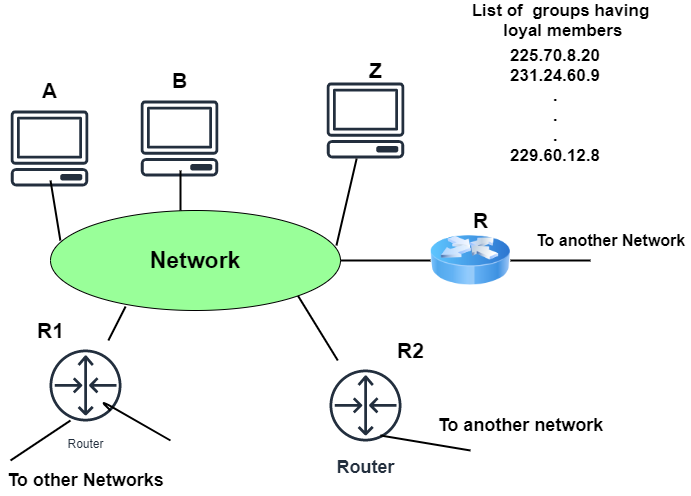 List of groups having
loyal members
225.70.8.20
231.24.60.9
.
.
.
229.60.12.8
A
B
Z
R
To another Network
Network
R1
R2
Router
To another network
Router
To other Networks